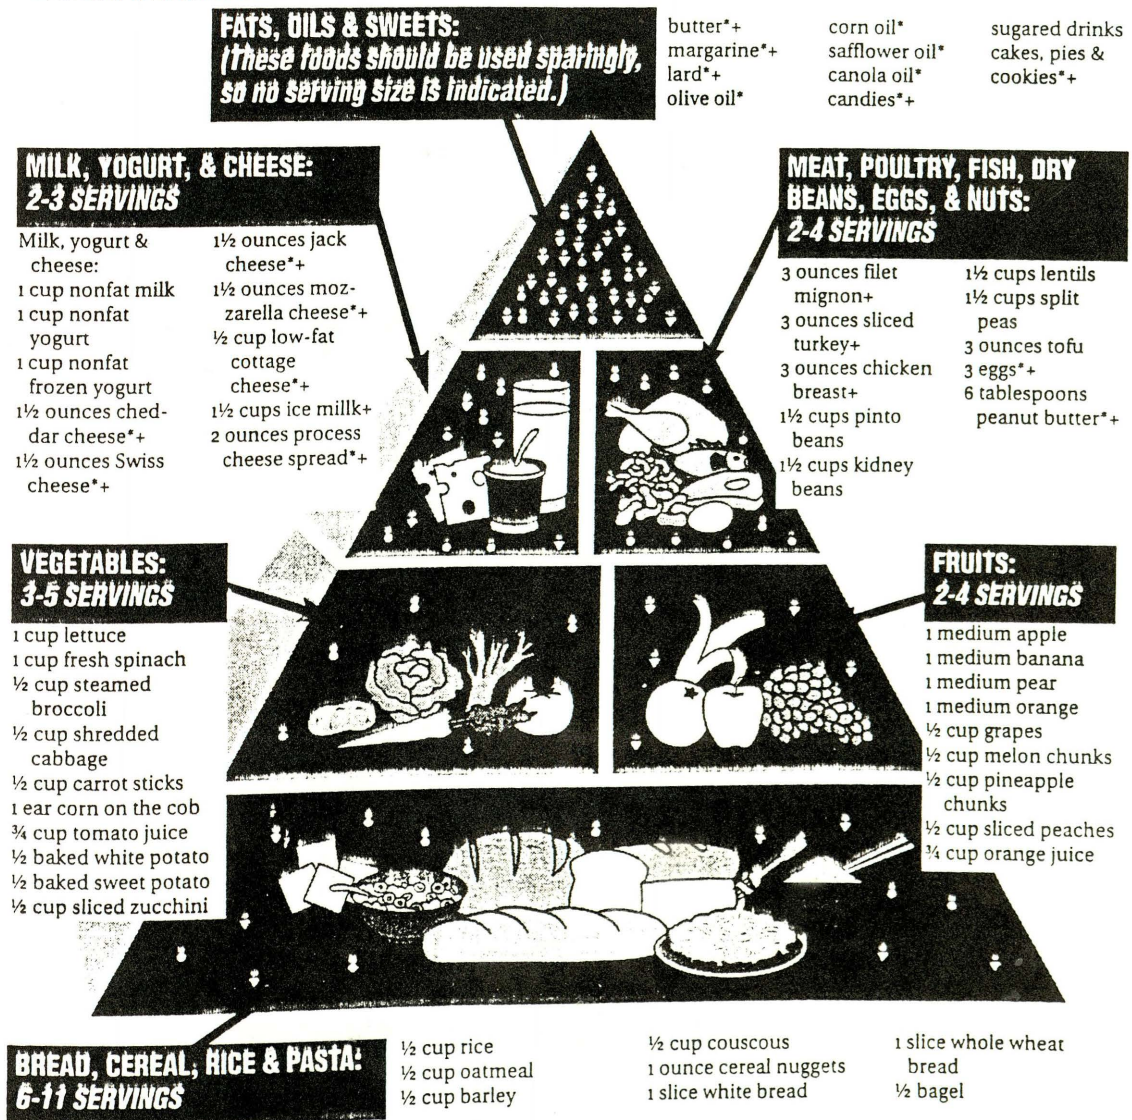 FATS, OILS & SWEETS:
(These foods should be used sparingly,
so no serving size is indicated.)
butter*+
margarine*+
lard*+
olive oil*
corn oil*
safflower oil*
canola oil*
candies*+
sugared drinks
cakes, pies &
cookies*+
MILK, YOGURT, & CHEESE:
2-3 SERVINGS
Milk, yogurt &
cheese:
1 cup nonfat milk
1 cup nonfat
yogurt
1 cup nonfat
frozen yogurt
1½ ounces ched-
dar cheese*+
1½ ounces Swiss
cheese*+
1½ ounces jack
cheese*+
1½ ounces moz-
zarella cheese*+
½ cup low-fat
cottage
cheese*+
1½ cups ice millk+
2 ounces process
cheese spread*+
MEAT, POULTRY, FISH, DRY
BEANS, EGGS, & NUTS:
2-4 SERVINGS
3 ounces filet
mignon+
3 ounces sliced
turkey+
3 ounces chicken
breast+
1½ cups pinto
beans
1½ cups kidney
beans
1½ cups lentils
1½ cups split
peas
3 ounces tofu
3 eggs*+
6 tablespoons
peanut butter*+
VEGETABLES:
3-5 SERVINGS
1 cup lettuce
1 cup fresh spinach
½ cup steamed
broccoli
½ cup shredded
cabbage
½ cup carrot sticks
1 ear corn on the cob
¾ cup tomato juice
½ baked white potato
½ baked sweet potato
½ cup sliced zucchini
FRUITS:
2-4 SERVINGS
1 medium apple
1 medium banana
1 medium pear
1 medium orange
½ cup grapes
½ cup melon chunks
½ cup pineapple
chunks
½ cup sliced peaches
¾ cup orange juice
BREAD, CEREAL, RICE & PASTA:
6-11 SERVINGS
½ cup rice
½ cup oatmeal
½ cup barley
½ cup couscous
1 ounce cereal nuggets
1 slice white bread
1 slice whole wheat
bread
½ bagel